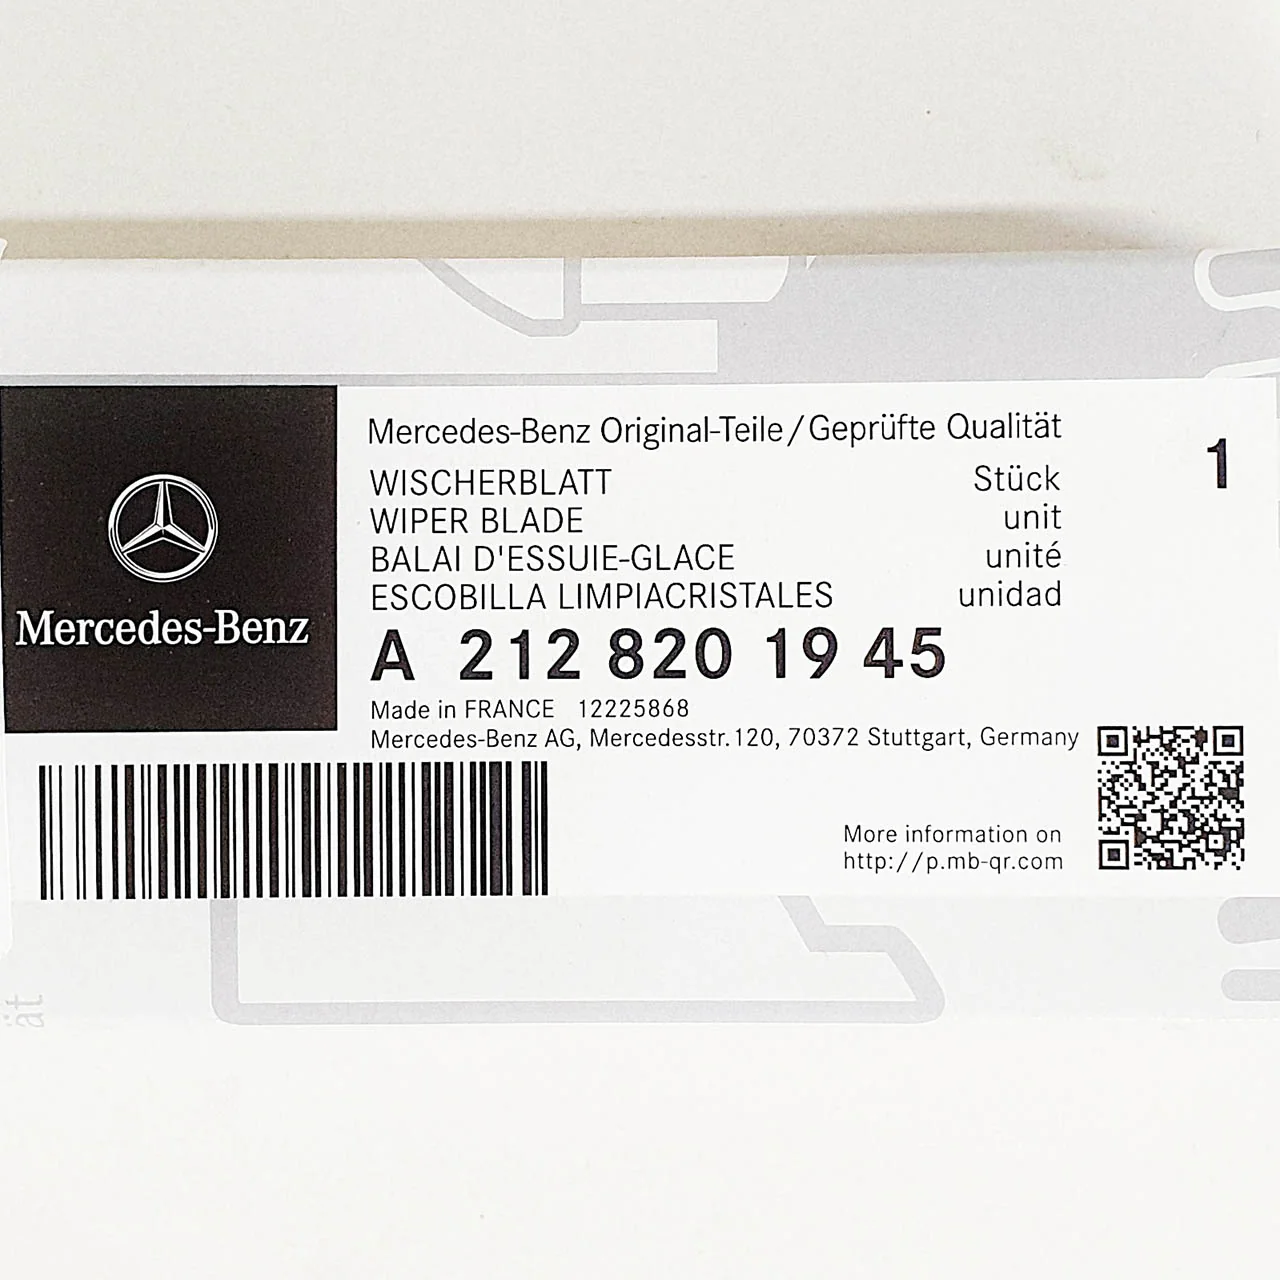 Mercedes-Benz
Mercedes-Benz Original-Teile/Geprüfte Qualität
WISCHERBLATT Stück 1
WIPER BLADE unit
BALAI D'ESSUIE-GLACE unité
ESCOBILLA LIMPIACRISTALES unidad
A 212 820 19 45
Made in FRANCE 12225868
Mercedes-Benz AG, Mercedesstr.120, 70372 Stuttgart, Germany
More information on
http://p.mb-qr.com
ät